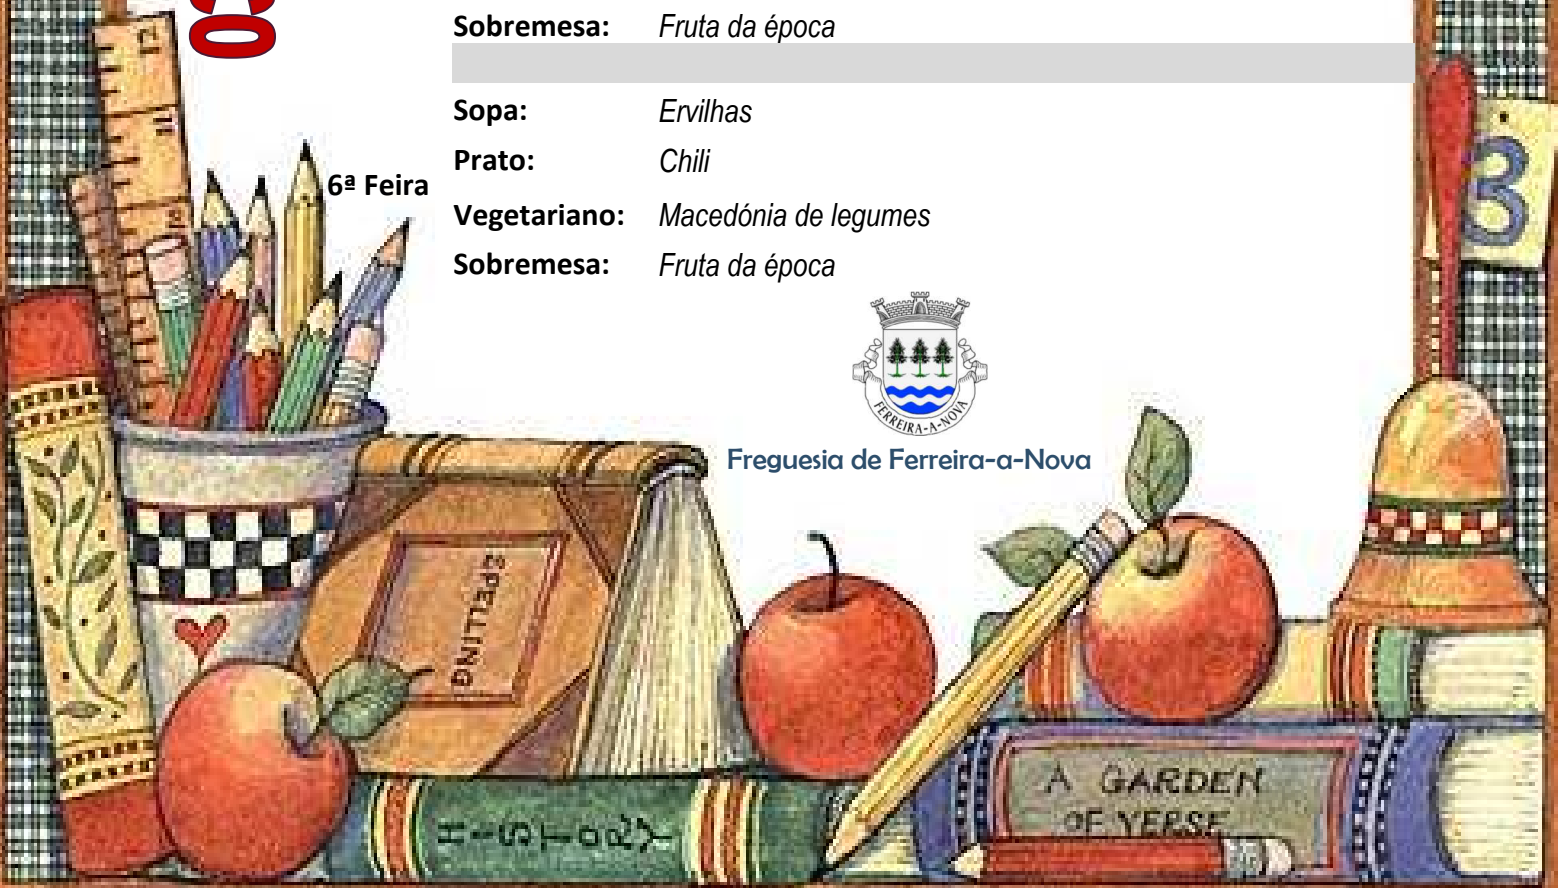 Sobremesa: Fruta da época
Sopa: Ervilhas
Prato: Chili
6ª Feira
Vegetariano: Macedónia de legumes
Sobremesa: Fruta da época
FERREIRA-A-NOVA
Freguesia de Ferreira-a-Nova
3
SPELLING
HISTORY
A GARDEN
OF VERSE